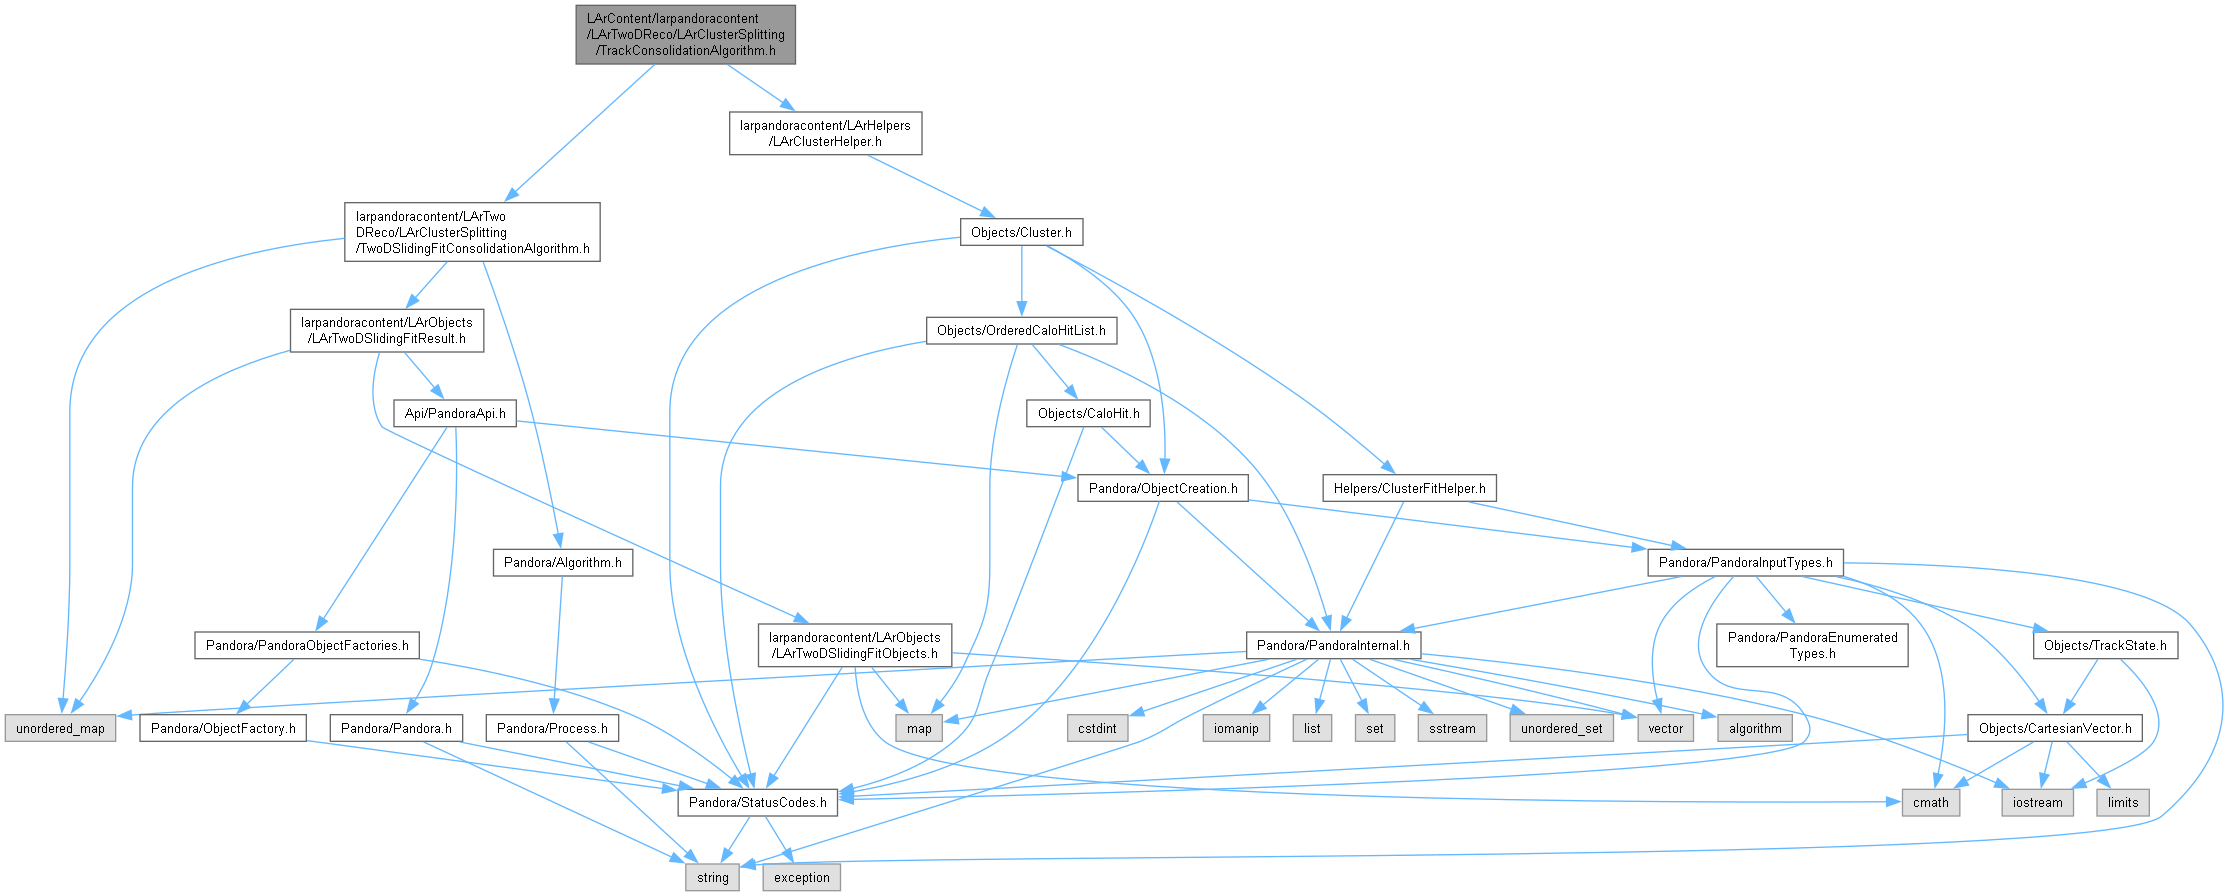 LArContent/larpandoracontent
/LArTwoDReco/LArClusterSplitting
/TrackConsolidationAlgorithm.h
larpandoracontent/LArHelpers
/LArClusterHelper.h
larpandoracontent/LArTwo
DReco/LArClusterSplitting
/TwoDSlidingFitConsolidationAlgorithm.h
Objects/Cluster.h
larpandoracontent/LArObjects
/LArTwoDSlidingFitResult.h
Objects/OrderedCaloHitList.h
Api/PandoraApi.h
Objects/CaloHit.h
Pandora/ObjectCreation.h
Helpers/ClusterFitHelper.h
Pandora/Algorithm.h
Pandora/PandoraInputTypes.h
Pandora/PandoraObjectFactories.h
larpandoracontent/LArObjects
/LArTwoDSlidingFitObjects.h
Pandora/PandoraInternal.h
Pandora/PandoraEnumerated
Types.h
Objects/TrackState.h
unordered_map
Pandora/ObjectFactory.h
Pandora/Pandora.h
Pandora/Process.h
map
cstdint
iomanip
list
set
sstream
unordered_set
vector
algorithm
Objects/CartesianVector.h
Pandora/StatusCodes.h
cmath
iostream
limits
string
exception